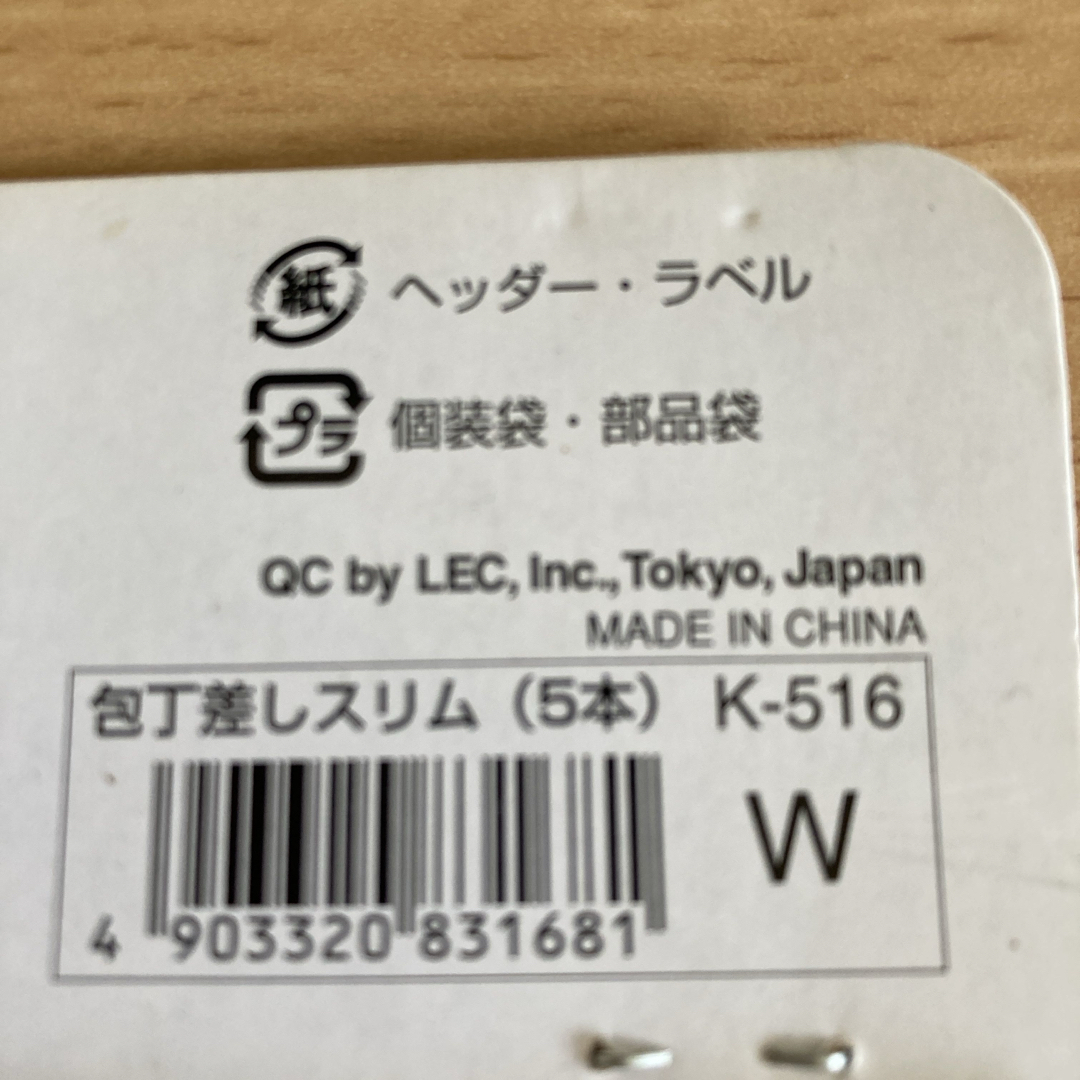 紙 ヘッダー・ラベル
プラ 個装袋・部品袋
QC by LEC, Inc., Tokyo, Japan
MADE IN CHINA
包丁差しスリム（5本） K-516
W
4 903320 831681